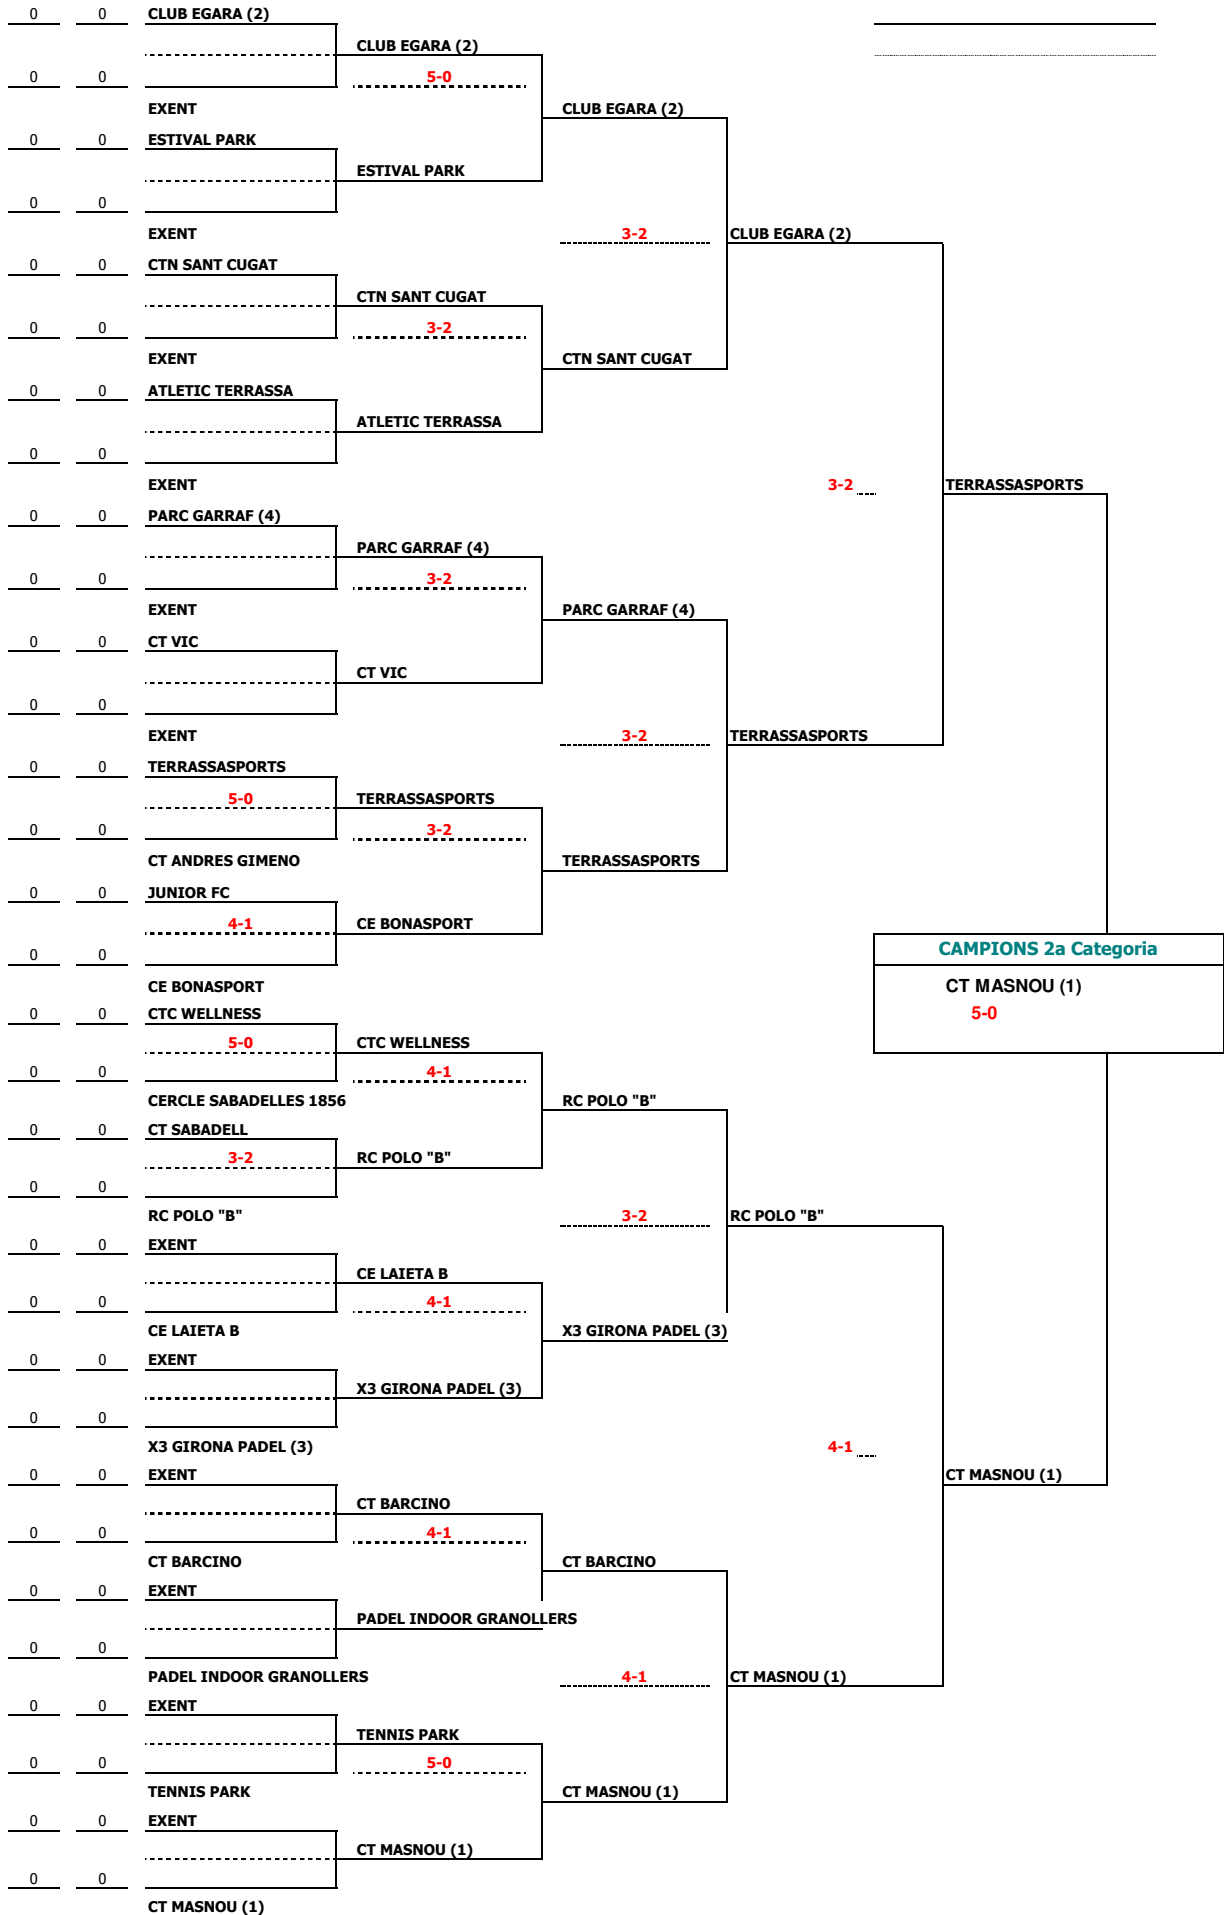 0 0 CLUB EGARA (2)
CLUB EGARA (2)
0 0 5-0
EXENT CLUB EGARA (2)
0 0 ESTIVAL PARK
ESTIVAL PARK
0 0
EXENT 3-2 CLUB EGARA (2)
0 0 CTN SANT CUGAT
CTN SANT CUGAT
0 0 3-2
EXENT CTN SANT CUGAT
0 0 ATLETIC TERRASSA
ATLETIC TERRASSA
0 0
EXENT 3-2 TERRASSASPORTS
0 0 PARC GARRAF (4)
PARC GARRAF (4)
0 0 3-2
EXENT PARC GARRAF (4)
0 0 CT VIC
CT VIC
0 0
EXENT 3-2 TERRASSASPORTS
0 0 TERRASSASPORTS
5-0 TERRASSASPORTS
0 0 3-2
CT ANDRES GIMENO TERRASSASPORTS
0 0 JUNIOR FC
4-1 CE BONASPORT
0 0 CAMPIONS 2a Categoria
CE BONASPORT CT MASNOU (1)
0 0 CTC WELLNESS 5-0
5-0 CTC WELLNESS
0 0 4-1
CERCLE SABADELLES 1856 RC POLO "B"
0 0 CT SABADELL
3-2 RC POLO "B"
0 0
RC POLO "B" 3-2 RC POLO "B"
0 0 EXENT
CE LAIETA B
0 0 4-1
CE LAIETA B X3 GIRONA PADEL (3)
0 0 EXENT
X3 GIRONA PADEL (3)
0 0
X3 GIRONA PADEL (3) 4-1
0 0 EXENT CT MASNOU (1)
CT BARCINO
0 0 4-1
CT BARCINO CT BARCINO
0 0 EXENT
PADEL INDOOR GRANOLLERS
0 0
PADEL INDOOR GRANOLLERS 4-1 CT MASNOU (1)
0 0 EXENT
TENNIS PARK
0 0 5-0
TENNIS PARK CT MASNOU (1)
0 0 EXENT
CT MASNOU (1)
0 0
CT MASNOU (1)